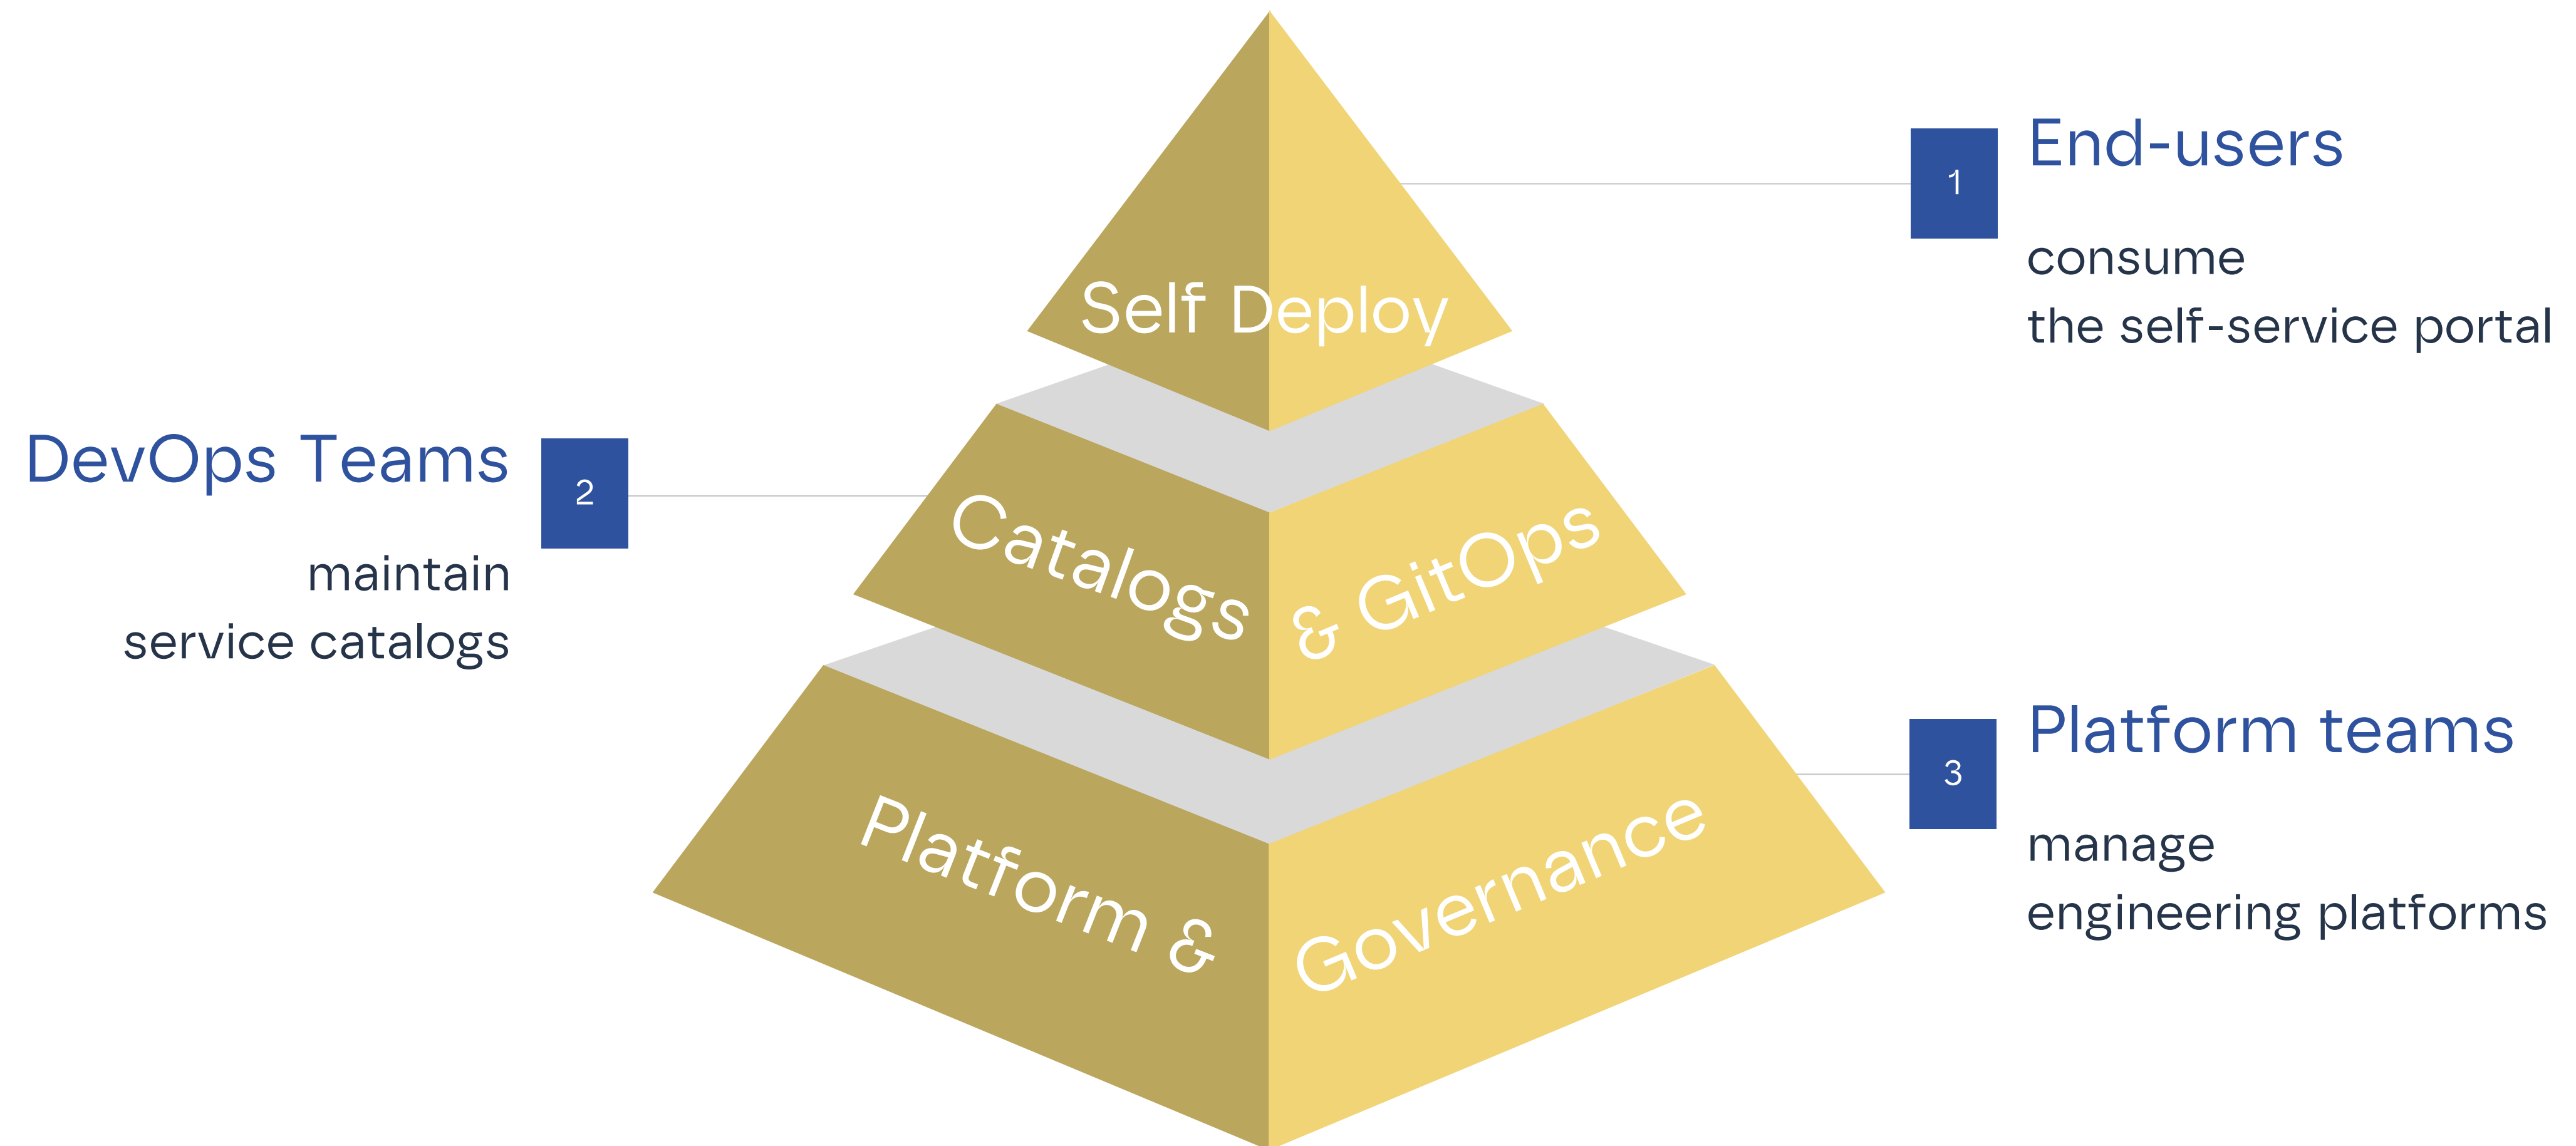 1
End-users
consume
the self-service portal
Self Deploy
DevOps Teams
2
maintain
service catalogs
Catalogs & GitOps
3
Platform teams
manage
engineering platforms
Platform & Governance